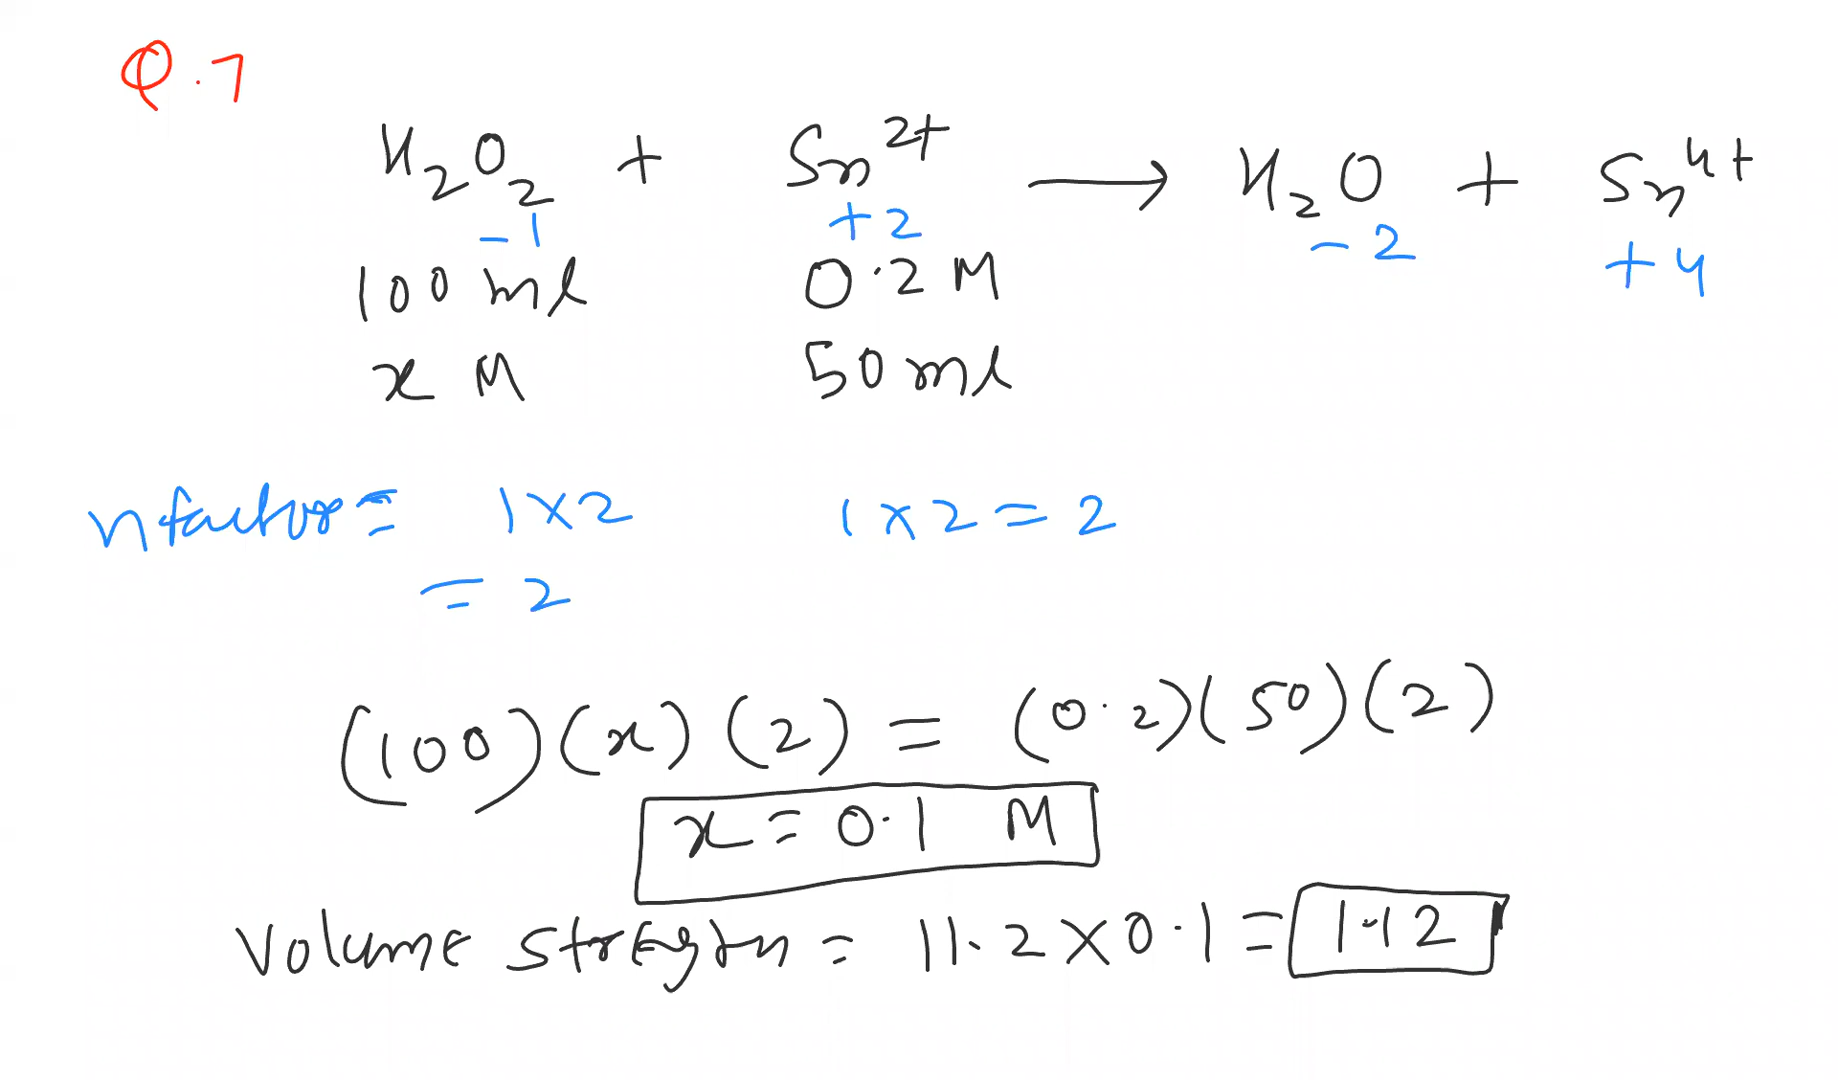 Q.7
H₂O₂ + Sn²⁺ ⟶ H₂O + Sn⁴⁺
-1 +2 -2 +4
100 ml 0.2 M
x M 50 ml
n factor = 1×2 1×2=2
= 2
(100)(x)(2) = (0.2)(50)(2)
x = 0.1 M
Volume strength = 11.2×0.1 = 1.12